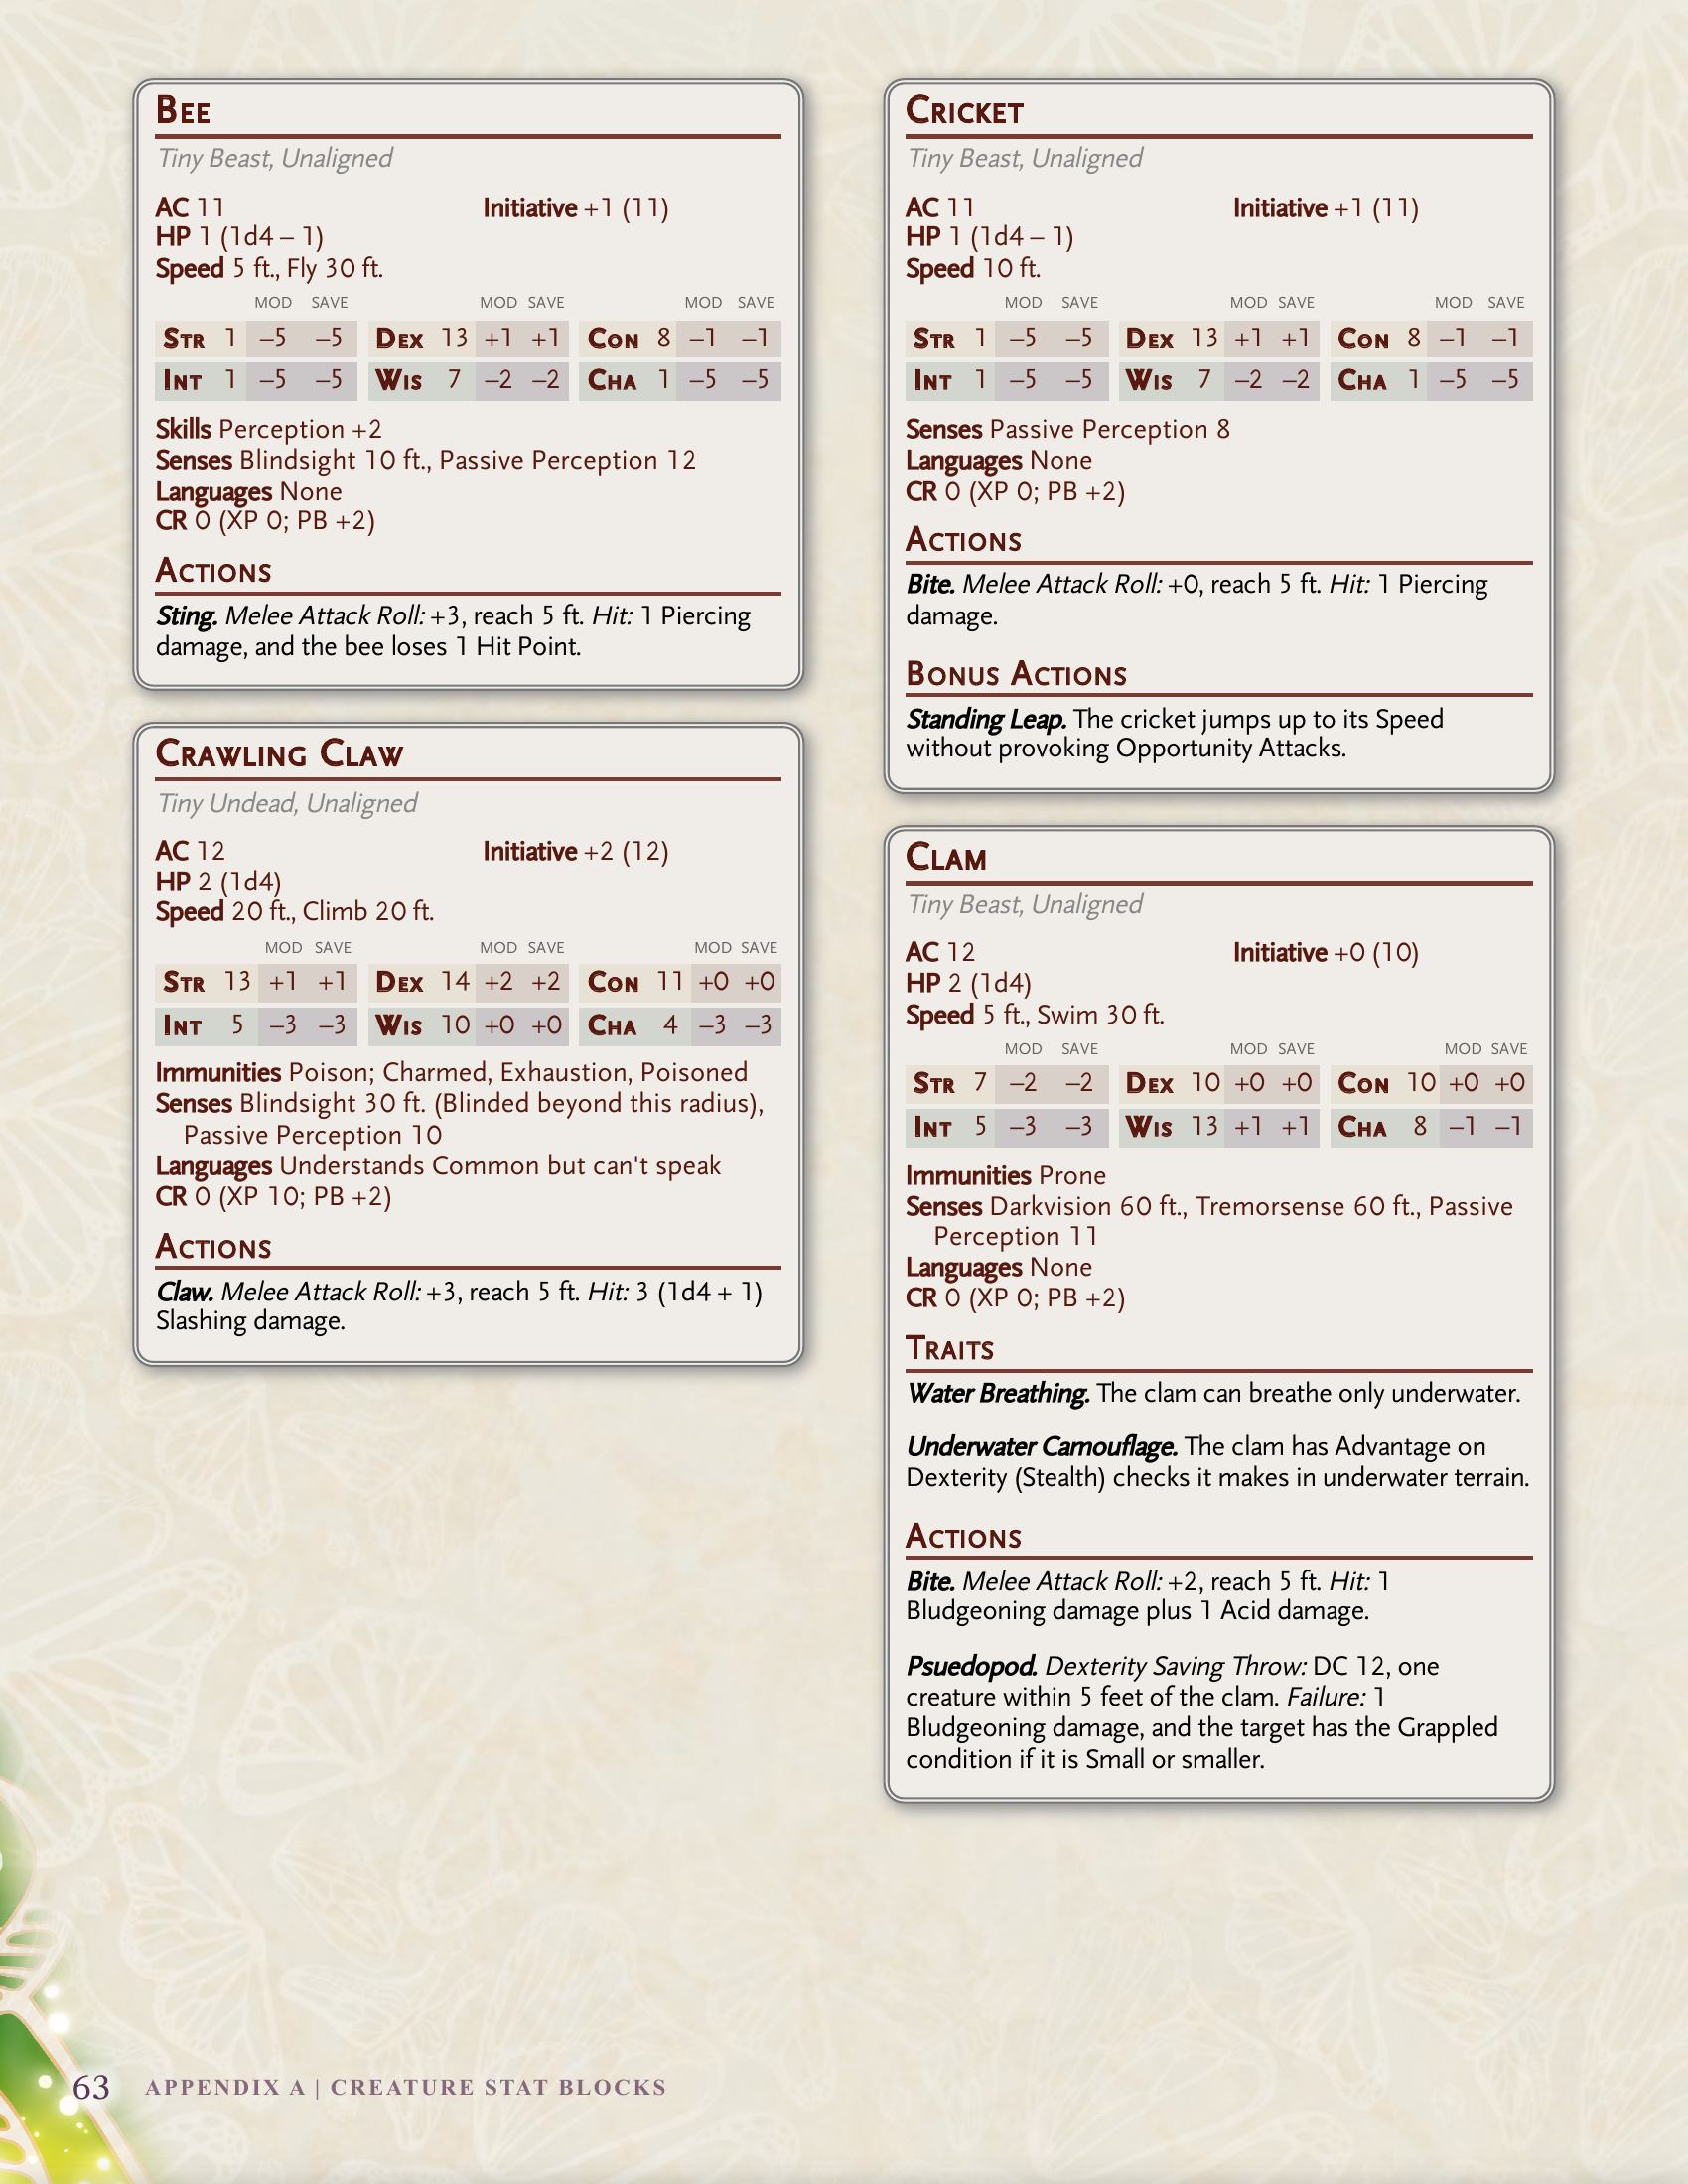 Bee
Tiny Beast, Unaligned
AC 11 Initiative +1 (11)
HP 1 (1d4 – 1)
Speed 5 ft., Fly 30 ft.
MOD SAVE MOD SAVE MOD SAVE
Str 1 –5 –5 Dex 13 +1 +1 Con 8 –1 –1
Int 1 –5 –5 Wis 7 –2 –2 Cha 1 –5 –5
Skills Perception +2
Senses Blindsight 10 ft., Passive Perception 12
Languages None
CR 0 (XP 0; PB +2)
Actions
Sting. Melee Attack Roll: +3, reach 5 ft. Hit: 1 Piercing
damage, and the bee loses 1 Hit Point.
Crawling Claw
Tiny Undead, Unaligned
AC 12 Initiative +2 (12)
HP 2 (1d4)
Speed 20 ft., Climb 20 ft.
MOD SAVE MOD SAVE MOD SAVE
Str 13 +1 +1 Dex 14 +2 +2 Con 11 +0 +0
Int 5 –3 –3 Wis 10 +0 +0 Cha 4 –3 –3
Immunities Poison; Charmed, Exhaustion, Poisoned
Senses Blindsight 30 ft. (Blinded beyond this radius),
Passive Perception 10
Languages Understands Common but can't speak
CR 0 (XP 10; PB +2)
Actions
Claw. Melee Attack Roll: +3, reach 5 ft. Hit: 3 (1d4 + 1)
Slashing damage.
Cricket
Tiny Beast, Unaligned
AC 11 Initiative +1 (11)
HP 1 (1d4 – 1)
Speed 10 ft.
MOD SAVE MOD SAVE MOD SAVE
Str 1 –5 –5 Dex 13 +1 +1 Con 8 –1 –1
Int 1 –5 –5 Wis 7 –2 –2 Cha 1 –5 –5
Senses Passive Perception 8
Languages None
CR 0 (XP 0; PB +2)
Actions
Bite. Melee Attack Roll: +0, reach 5 ft. Hit: 1 Piercing
damage.
Bonus Actions
Standing Leap. The cricket jumps up to its Speed
without provoking Opportunity Attacks.
Clam
Tiny Beast, Unaligned
AC 12 Initiative +0 (10)
HP 2 (1d4)
Speed 5 ft., Swim 30 ft.
MOD SAVE MOD SAVE MOD SAVE
Str 7 –2 –2 Dex 10 +0 +0 Con 10 +0 +0
Int 5 –3 –3 Wis 13 +1 +1 Cha 8 –1 –1
Immunities Prone
Senses Darkvision 60 ft., Tremorsense 60 ft., Passive
Perception 11
Languages None
CR 0 (XP 0; PB +2)
Traits
Water Breathing. The clam can breathe only underwater.
Underwater Camouflage. The clam has Advantage on
Dexterity (Stealth) checks it makes in underwater terrain.
Actions
Bite. Melee Attack Roll: +2, reach 5 ft. Hit: 1
Bludgeoning damage plus 1 Acid damage.
Psuedopod. Dexterity Saving Throw: DC 12, one
creature within 5 feet of the clam. Failure: 1
Bludgeoning damage, and the target has the Grappled
condition if it is Small or smaller.
63 APPENDIX A | CREATURE STAT BLOCKS